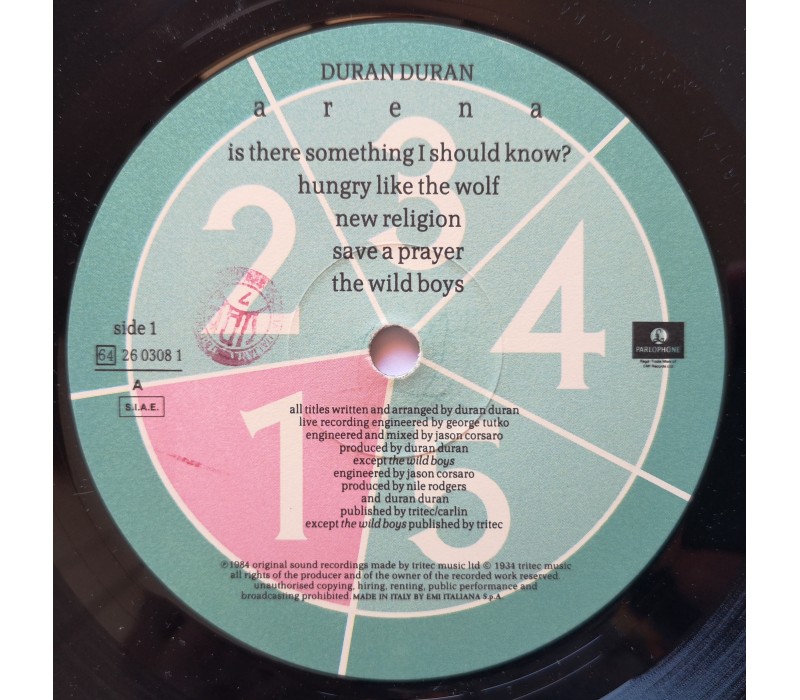 DURAN DURAN
arena
is there something I should know?
hungry like the wolf
new religion
save a prayer
the wild boys
3
2
4
1
5
side 1
64 26 0308 1
A
S.I.A.E.
7
PARLOPHONE
all titles written and arranged by duran duran
live recording engineered by george tutko
engineered and mixed by jason corsaro
produced by duran duran
except the wild boys
engineered by jason corsaro
produced by nile rodgers
and duran duran
published by tritec/carlin
except the wild boys published by tritec
℗1984 original sound recordings made by tritec music ltd © 1934 tritec music
all rights of the producer and of the owner of the recorded work reserved.
unauthorised copying, hiring, renting, public performance and
broadcasting prohibited MADE IN ITALY BY EMI ITALIANA S.p.A.